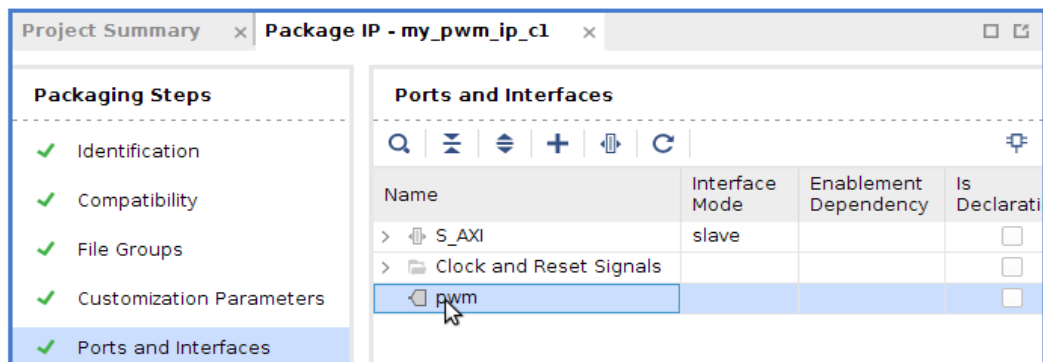 Project Summary × Package IP - my_pwm_ip_c1 ×
Packaging Steps
Identification
Compatibility
File Groups
Customization Parameters
Ports and Interfaces
Ports and Interfaces
Name
Interface
Mode
Enablement
Dependency
Is
Declarati
S_AXI slave
Clock and Reset Signals
pwm